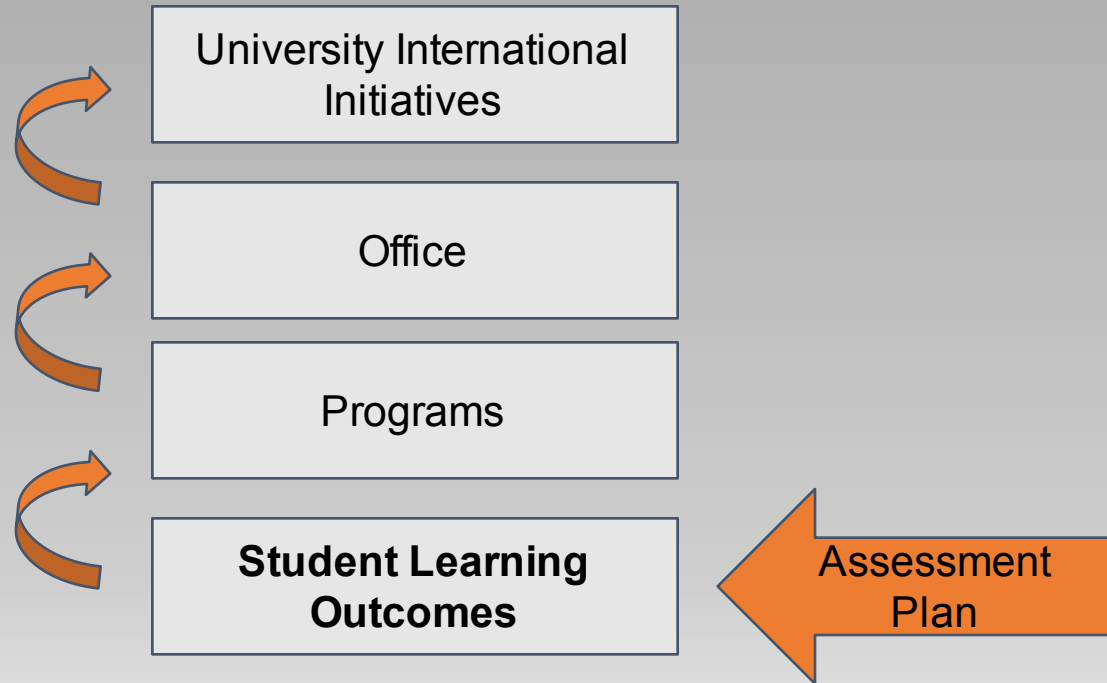 University International
Initiatives
Office
Programs
Student Learning
Outcomes
Assessment
Plan